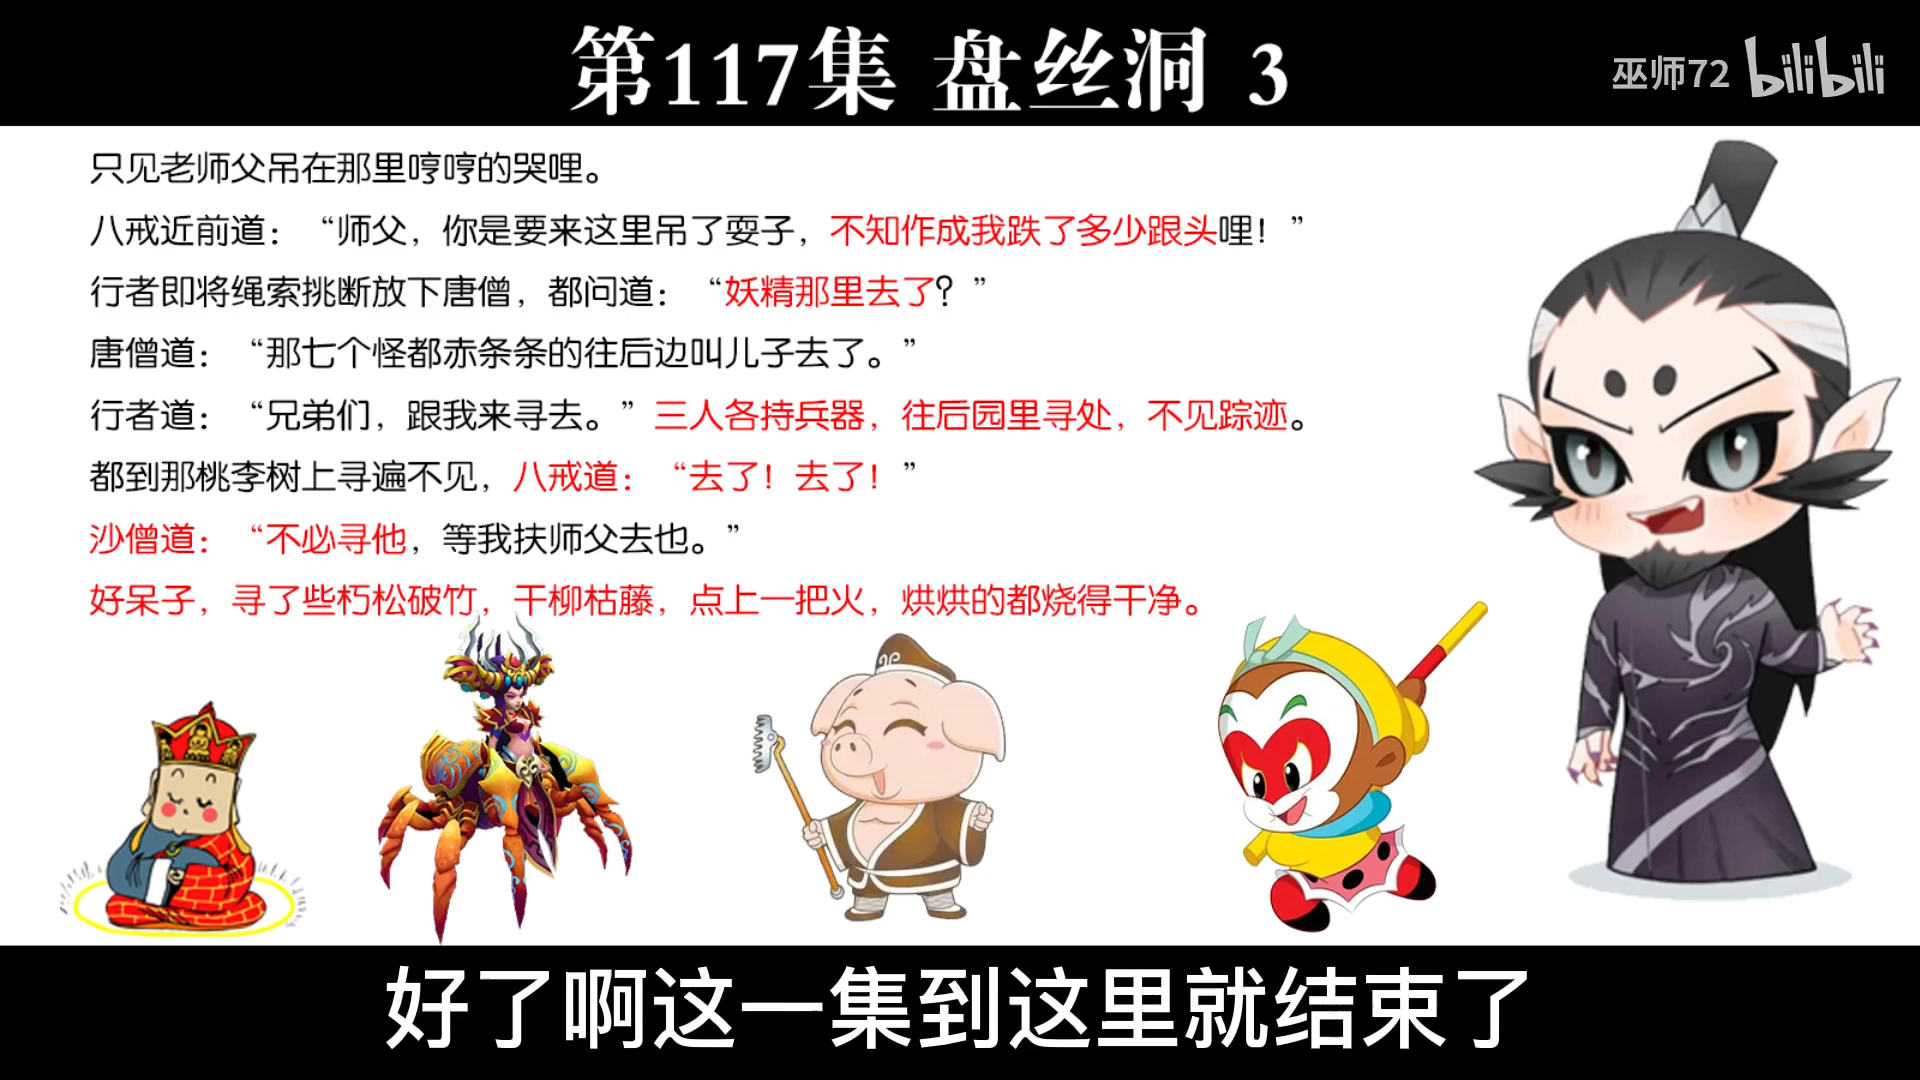 第117集 盘丝洞 3
巫师72 bilibili
只见老师父吊在那里哼哼的哭哩。
八戒近前道：“师父，你是要来这里吊了耍子，不知作成我跌了多少跟头哩！”
行者即将绳索挑断放下唐僧，都问道：“妖精那里去了？”
唐僧道：“那七个怪都赤条条的往后边叫儿子去了。”
行者道：“兄弟们，跟我来寻去。”三人各持兵器，往后园里寻处，不见踪迹。
都到那桃李树上寻遍不见，八戒道：“去了！去了！”
沙僧道：“不必寻他，等我扶师父去也。”
好呆子，寻了些朽松破竹，干柳枯藤，点上一把火，烘烘的都烧得干净。
好了啊这一集到这里就结束了